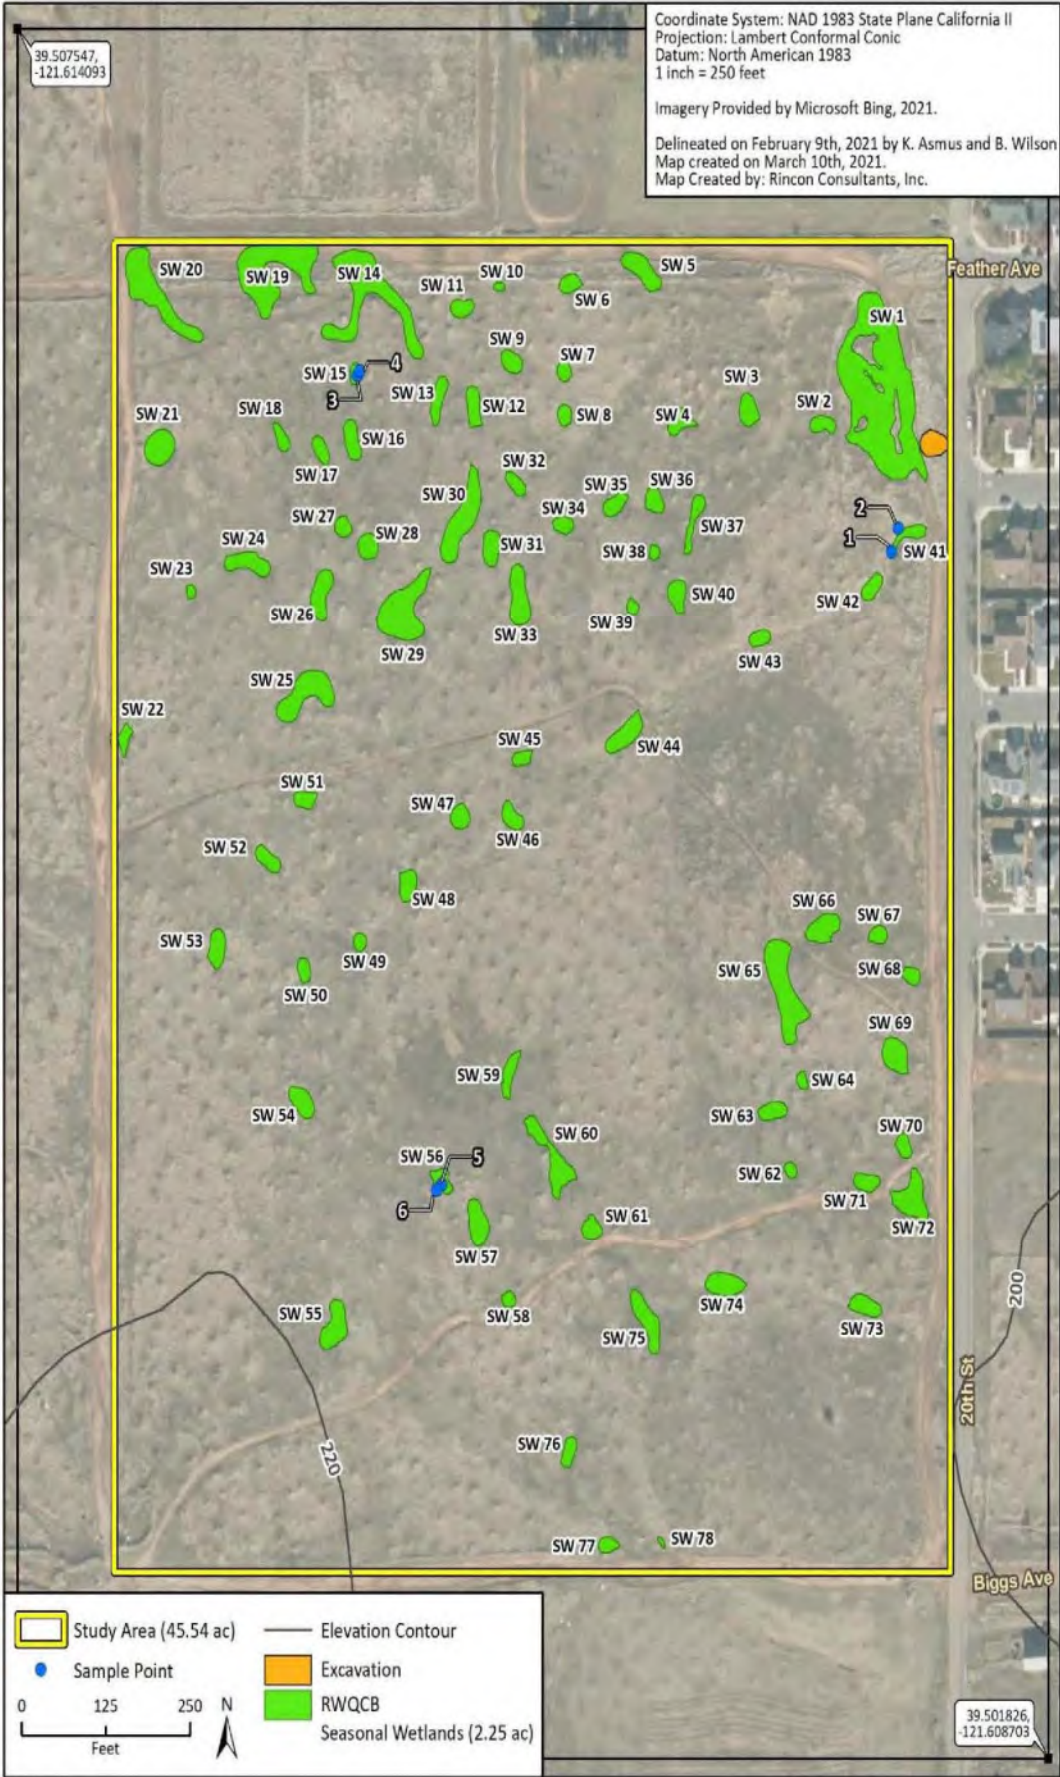 39.507547,
-121.614093
Coordinate System: NAD 1983 State Plane California II
Projection: Lambert Conformal Conic
Datum: North American 1983
1 inch = 250 feet
Imagery Provided by Microsoft Bing, 2021.
Delineated on February 9th, 2021 by K. Asmus and B. Wilson
Map created on March 10th, 2021.
Map Created by: Rincon Consultants, Inc.
SW 20
SW 19
SW 14
SW 11
SW 10
SW 6
SW 5
Feather Ave
SW 1
SW 9
SW 7
SW 15
4
3
SW 13
SW 12
SW 8
SW 4
SW 3
SW 2
SW 21
SW 18
SW 17
SW 16
SW 32
SW 30
SW 35
SW 36
SW 34
SW 37
SW 27
SW 28
SW 31
SW 38
2
1
SW 41
SW 24
SW 23
SW 26
SW 29
SW 33
SW 39
SW 40
SW 42
SW 43
SW 25
SW 22
SW 45
SW 44
SW 51
SW 47
SW 46
SW 52
SW 48
SW 53
SW 49
SW 50
SW 66
SW 67
SW 65
SW 68
SW 69
SW 59
SW 64
SW 54
SW 63
SW 60
SW 70
SW 56
5
6
SW 62
SW 71
SW 61
SW 72
SW 57
SW 55
SW 58
SW 74
SW 75
SW 73
200
20th St
SW 76
220
SW 77
SW 78
Biggs Ave
Study Area (45.54 ac)
Elevation Contour
Sample Point
Excavation
0 125 250
Feet
N
RWQCB
Seasonal Wetlands (2.25 ac)
39.501826,
-121.608703